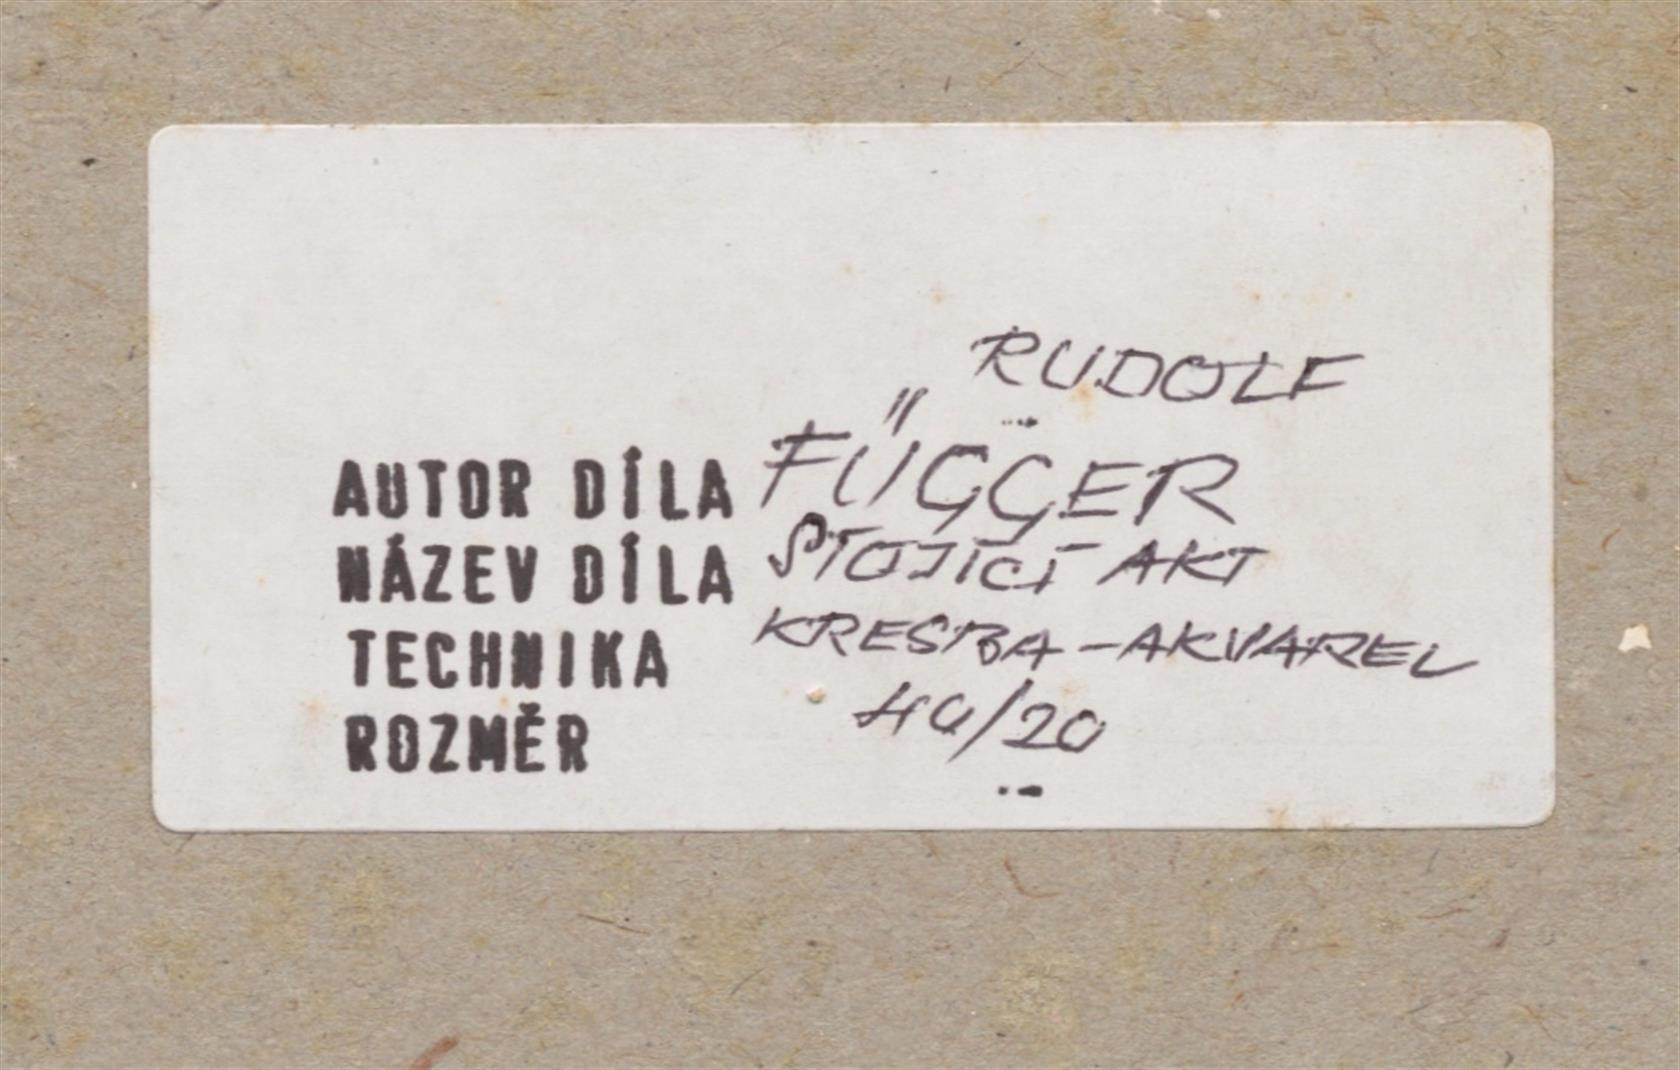 RUDOLF
AUTOR DÍLA FÜGGER
NÁZEV DÍLA STOJÍCÍ AKT
TECHNIKA KRESBA - AKVAREL
ROZMĚR 40/20